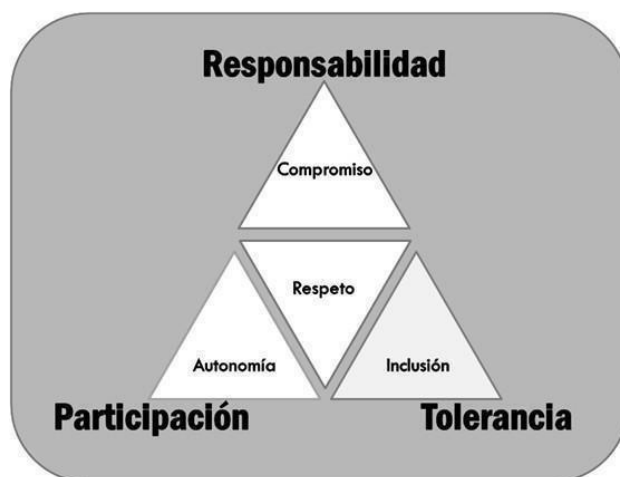 Responsabilidad
Compromiso
Respeto
Autonomía
Inclusión
Participación
Tolerancia